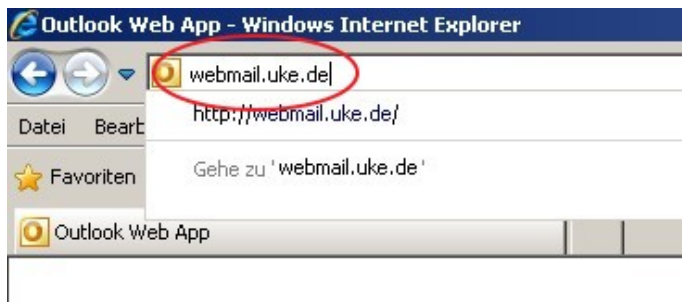 Outlook Web App - Windows Internet Explorer
webmail.uke.de
http://webmail.uke.de/
Datei Bearb
Gehe zu 'webmail.uke.de'
Favoriten
Outlook Web App